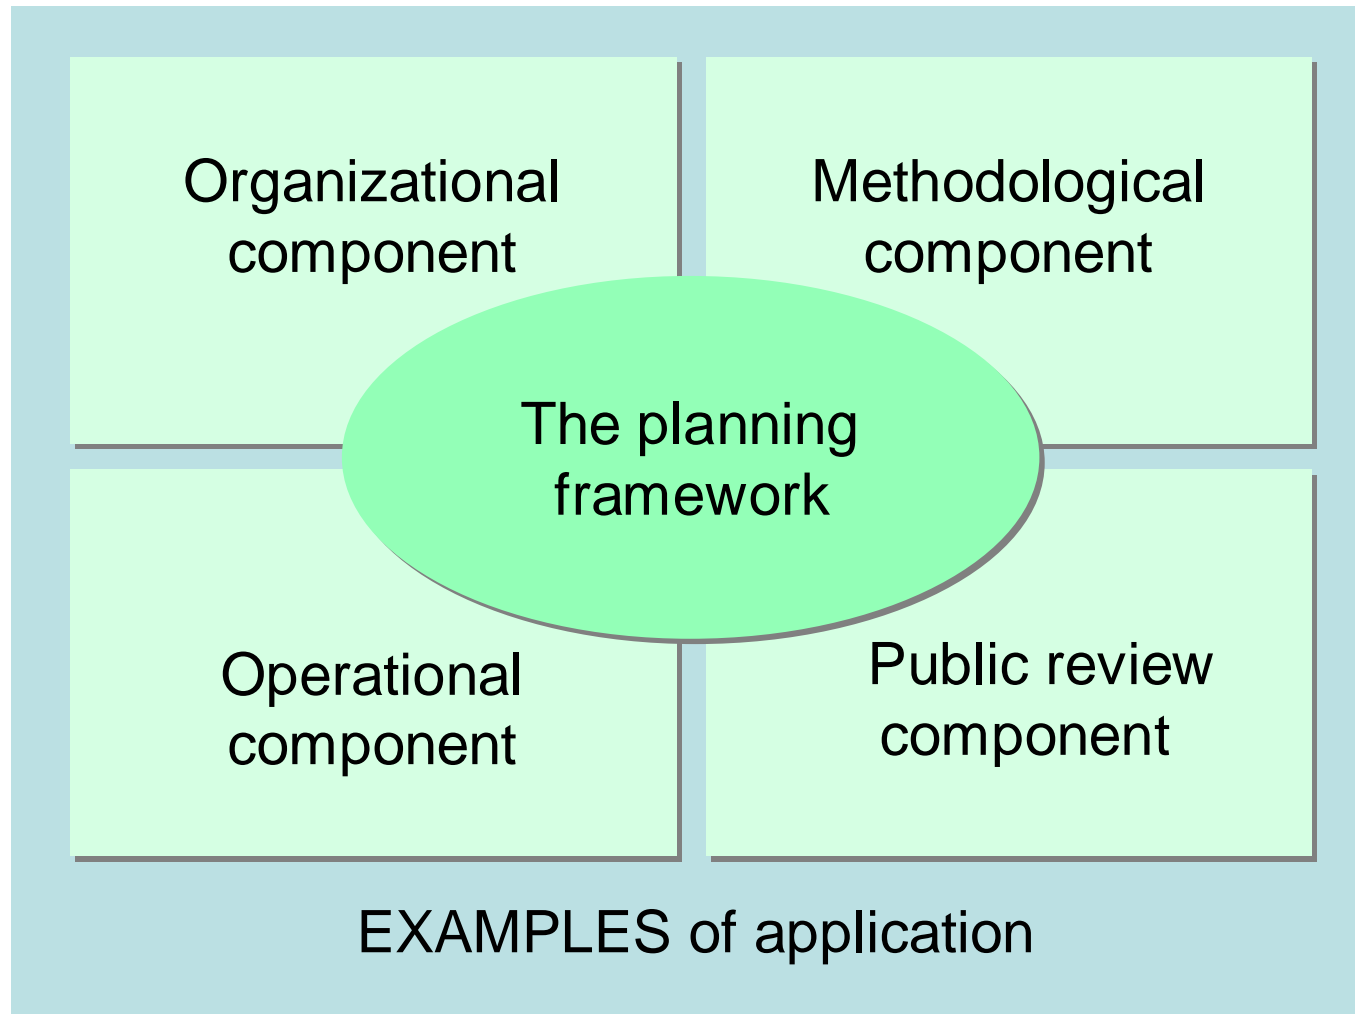 Organizational
component
Methodological
component
The planning
framework
Operational
component
Public review
component
EXAMPLES of application